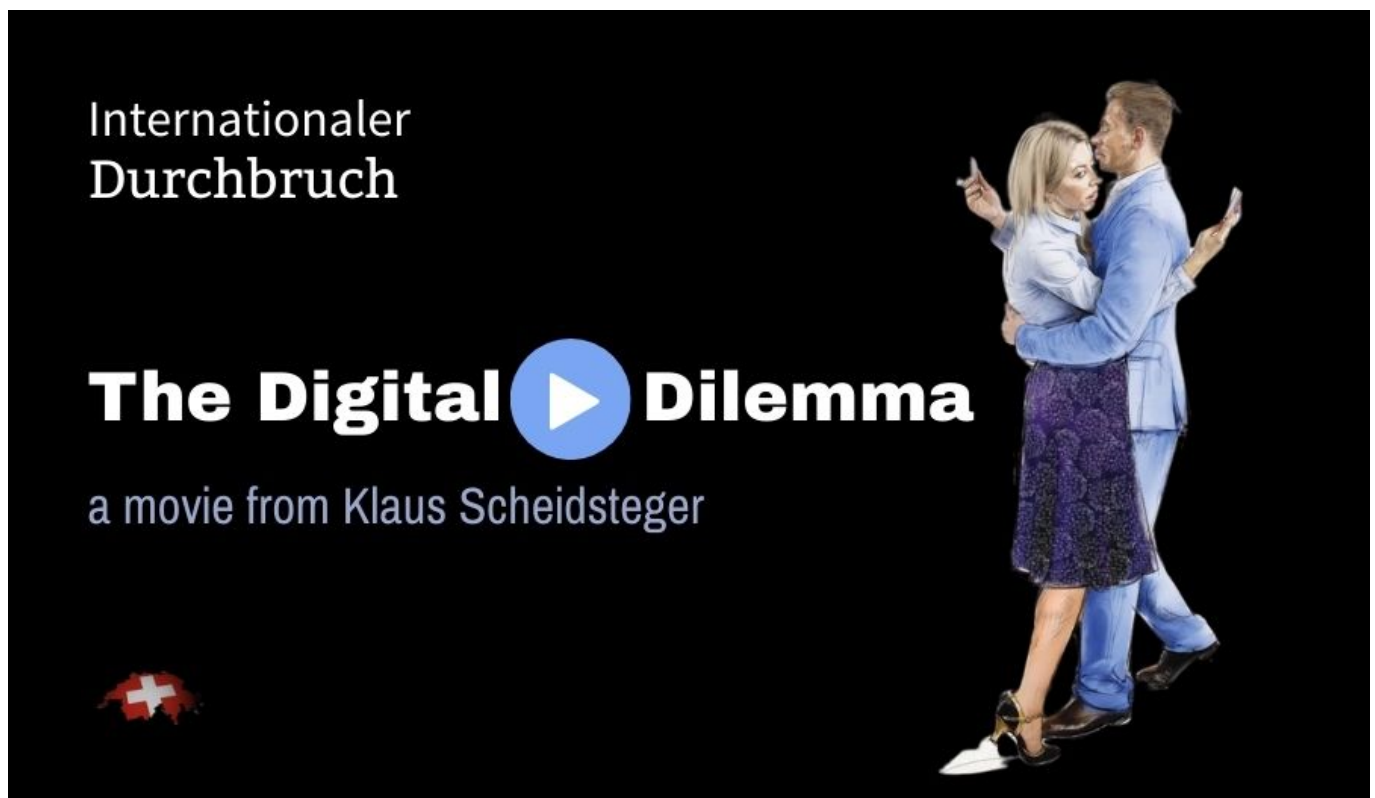 Internationaler
Durchbruch
The Digital Dilemma
a movie from Klaus Scheidsteger